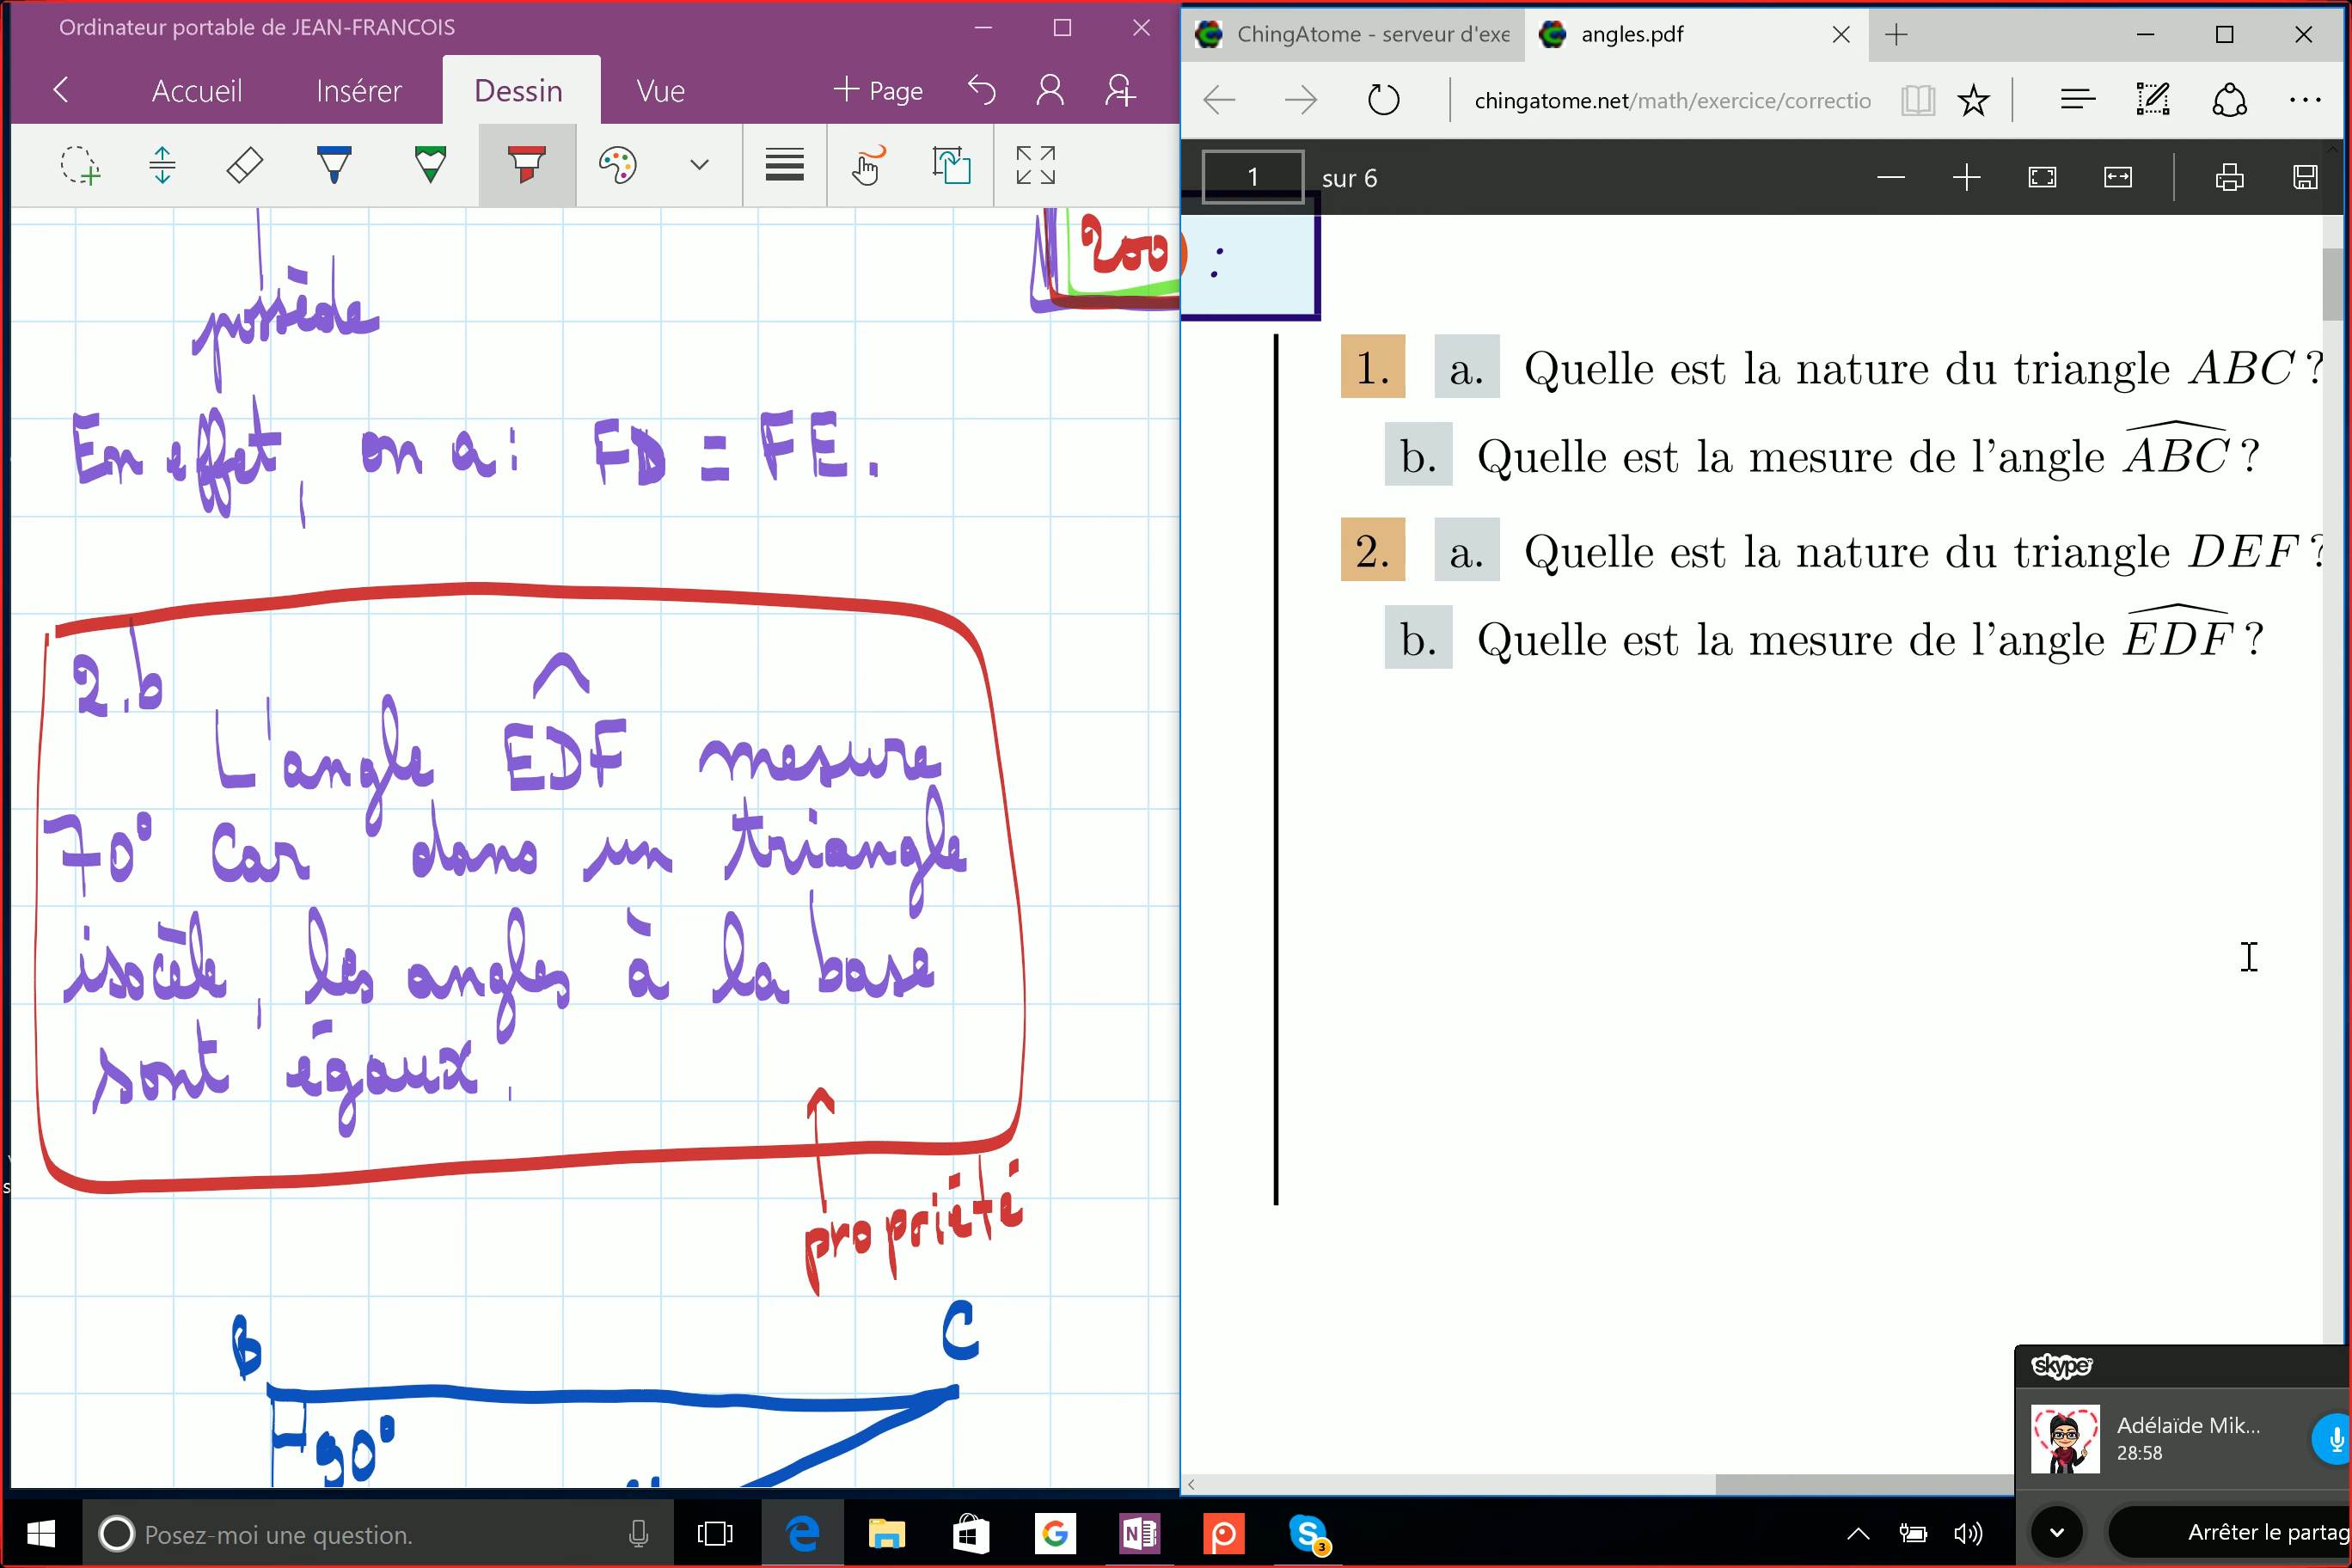 Ordinateur portable de JEAN-FRANCOIS
Accueil Insérer Dessin Vue + Page
possède
200
En effet, on a : FD = FE.
2.b
L'angle EDF mesure
70° car dans un triangle
isocèle, les angles à la base
sont égaux.
propriété
B C
90°
ChingAtome - serveur d'exe
angles.pdf
chingatome.net/math/exercice/correctio
1 sur 6
:
1. a. Quelle est la nature du triangle ABC ?
b. Quelle est la mesure de l'angle ABC ?
2. a. Quelle est la nature du triangle DEF ?
b. Quelle est la mesure de l'angle EDF ?
skype
Adélaïde Mik...
28:58
Arrêter le partag
Posez-moi une question.
3